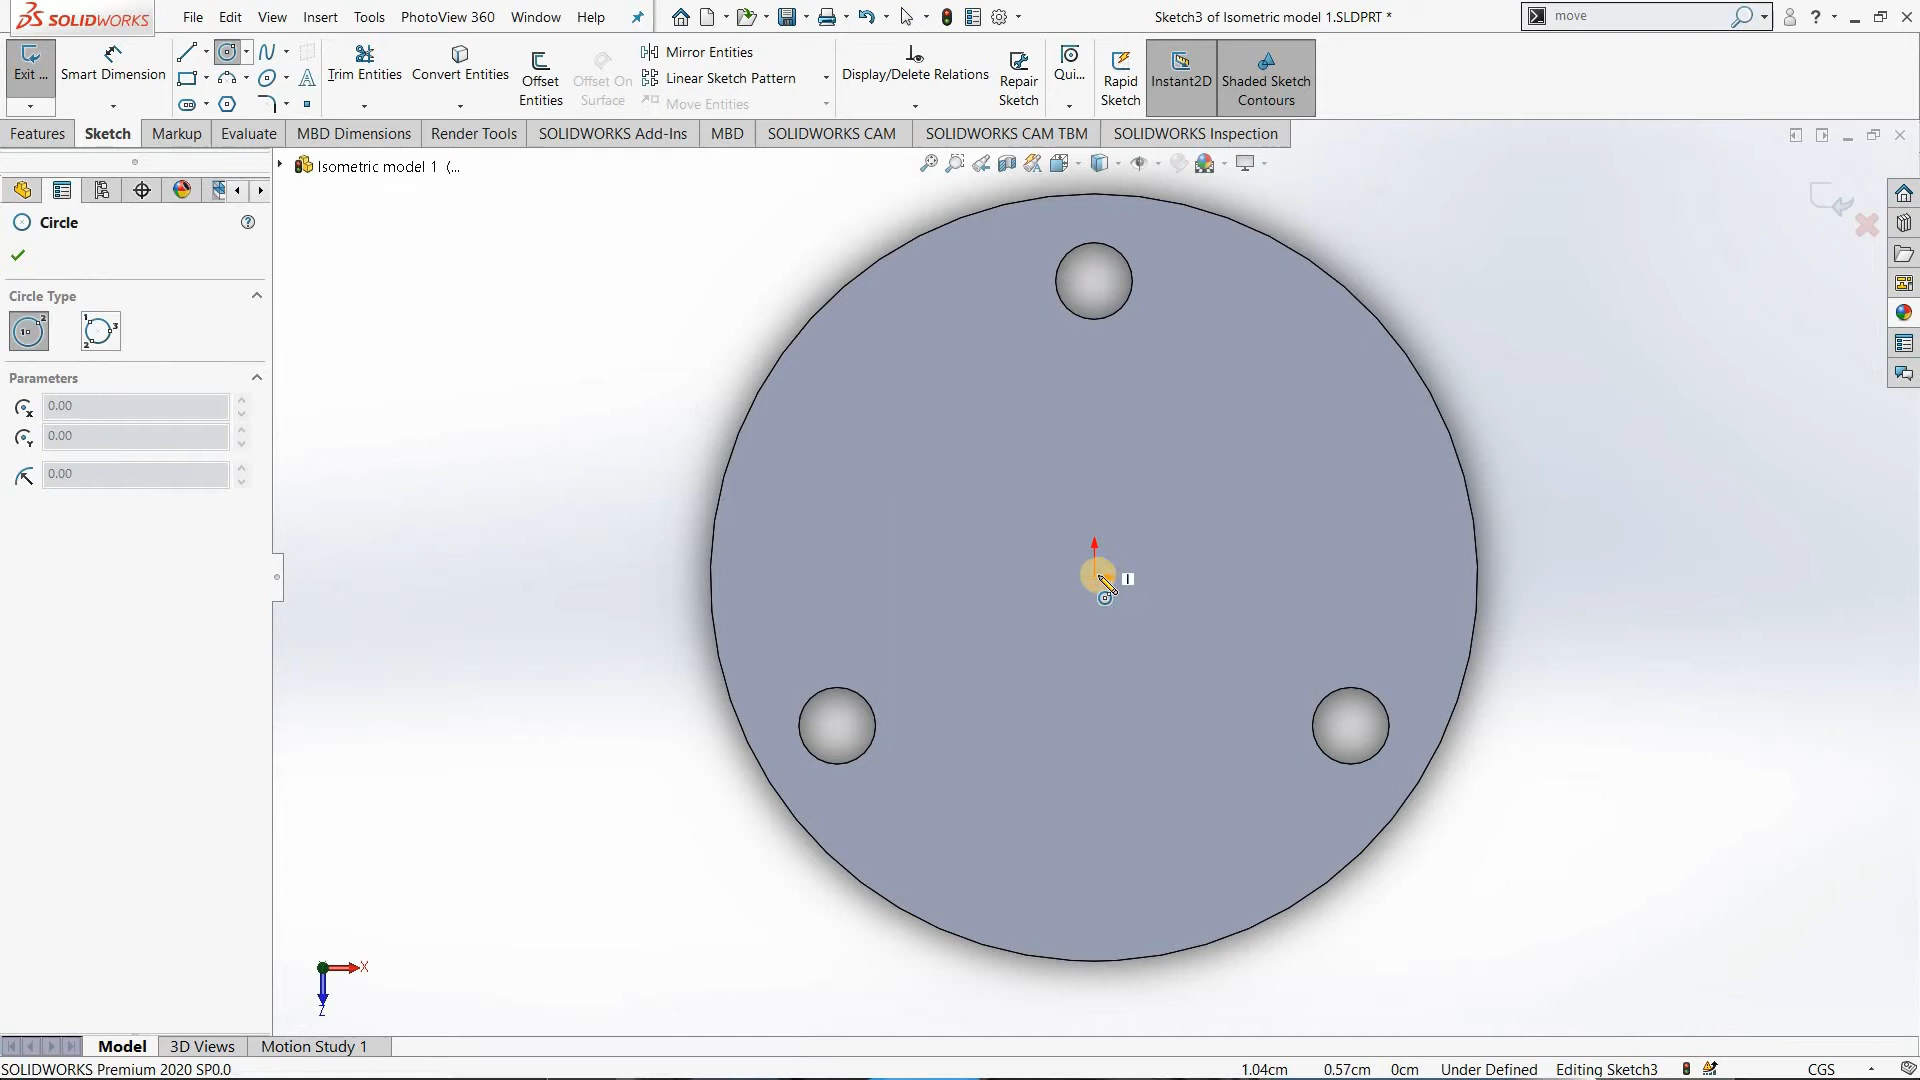 SOLIDWORKS
File Edit View Insert Tools PhotoView 360 Window Help
Sketch3 of Isometric model 1.SLDPRT *
move
Exit ...
Smart Dimension
Trim Entities
Convert Entities
Offset Entities
Offset On Surface
Mirror Entities
Linear Sketch Pattern
Move Entities
Display/Delete Relations
Repair Sketch
Qui...
Rapid Sketch
Instant2D
Shaded Sketch Contours
Features Sketch Markup Evaluate MBD Dimensions Render Tools SOLIDWORKS Add-Ins MBD SOLIDWORKS CAM SOLIDWORKS CAM TBM SOLIDWORKS Inspection
Isometric model 1 (...
Circle
Circle Type
Parameters
0.00
0.00
0.00
X
Z
Model 3D Views Motion Study 1
SOLIDWORKS Premium 2020 SP0.0
1.04cm 0.57cm 0cm Under Defined Editing Sketch3 CGS